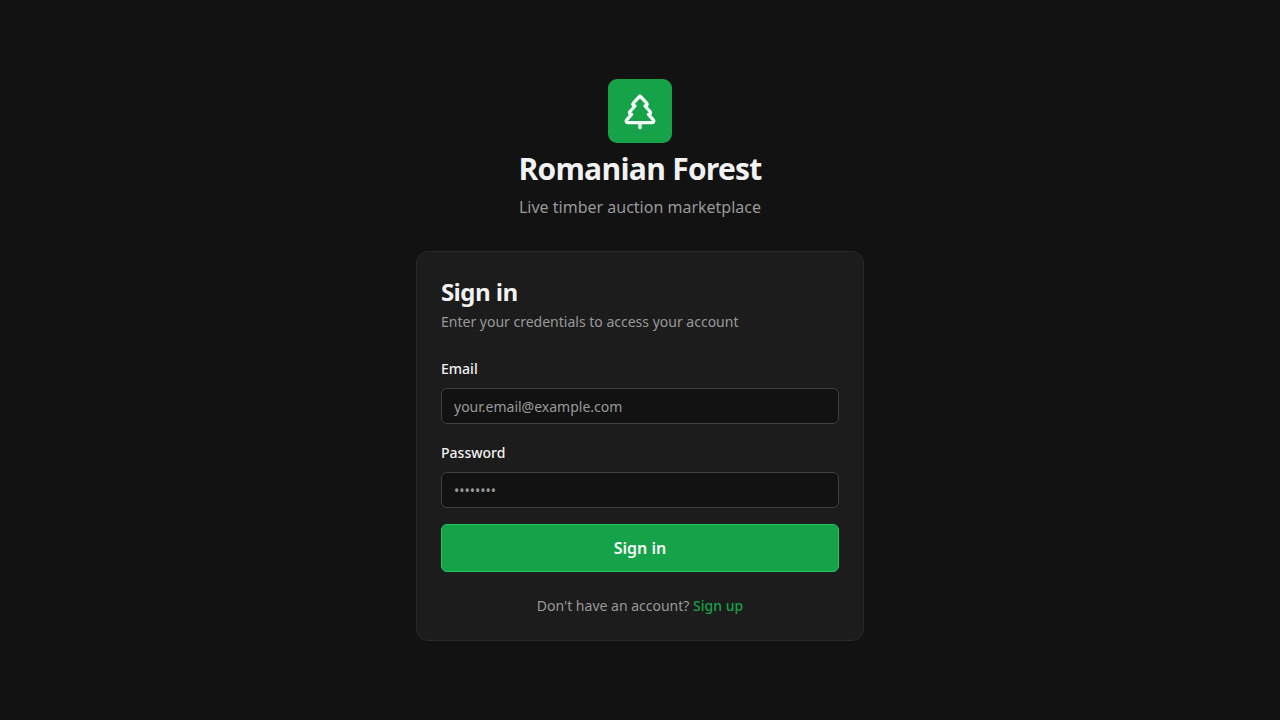 Romanian Forest
Live timber auction marketplace
Sign in
Enter your credentials to access your account
Email
your.email@example.com
Password
••••••••
Sign in
Don't have an account? Sign up